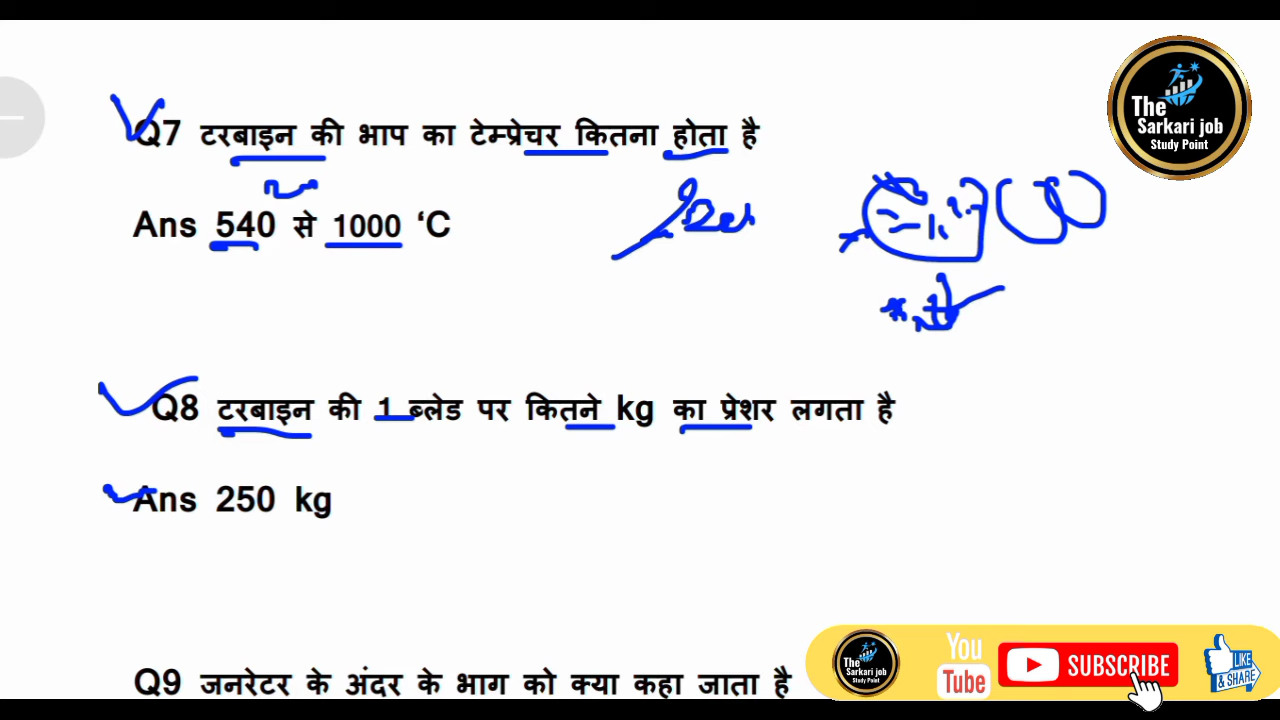 The
Sarkari job
Study Point
Q7 टरबाइन की भाप का टेम्प्रेचर कितना होता है
Ans 540 से 1000 ‘C
Q8 टरबाइन की 1 ब्लेड पर कितने kg का प्रेशर लगता है
Ans 250 kg
Q9 जनरेटर के अंदर के भाग को क्या कहा जाता है
The
Sarkari job
Study Point
You
Tube
SUBSCRIBE
LIKE
& SHARE